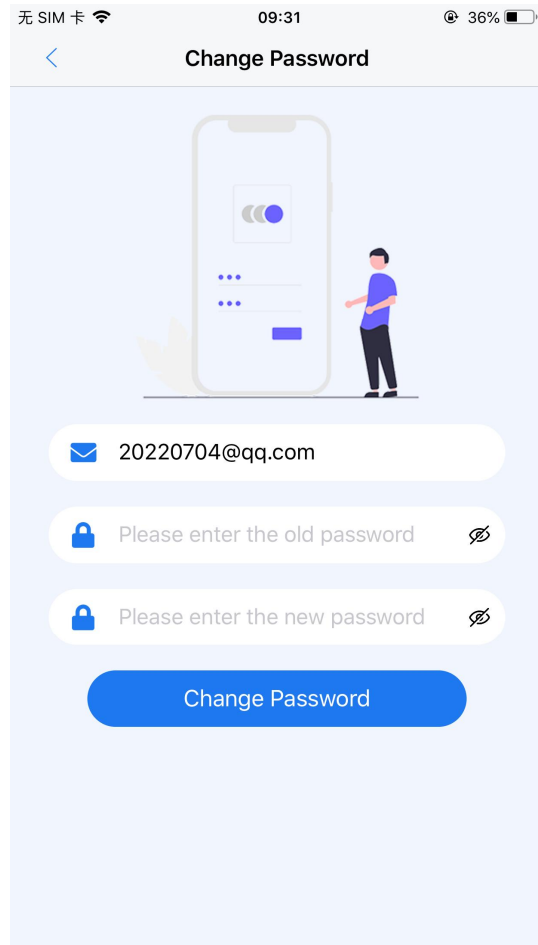 无 SIM 卡 09:31 36%
Change Password
20220704@qq.com
Please enter the old password
Please enter the new password
Change Password